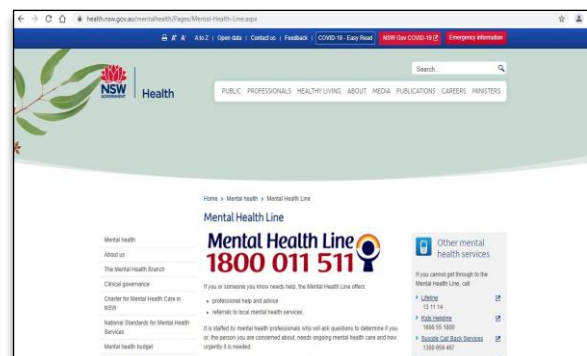 health.nsw.gov.au/mentalhealth/Pages/Mental-Health-Line.aspx
A to Z | Open data | Contact us | Feedback | COVID-19 - Easy Read NSW Gov COVID-19 Emergency information
Search...
NSW
GOVERNMENT
Health
PUBLIC PROFESSIONALS HEALTHY LIVING ABOUT MEDIA PUBLICATIONS CAREERS MINISTERS
Home > Mental health > Mental Health Line
Mental Health Line
Mental health
About us
The Mental Health Branch
Clinical governance
Charter for Mental Health Care in
NSW
National Standards for Mental Health
Services
Mental health budget
Mental Health Line
1800 011 511
If you or someone you know needs help, the Mental Health Line offers:
• professional help and advice
• referrals to local mental health services.
It is staffed by mental health professionals who will ask questions to determine if you
or, the person you are concerned about, needs ongoing mental health care and how
urgently it is needed.
Other mental
health services
If you cannot get through to the
Mental Health Line, call:
Lifeline
13 11 14
Kids Helpline
1800 55 1800
Suicide Call Back Services
1300 659 467